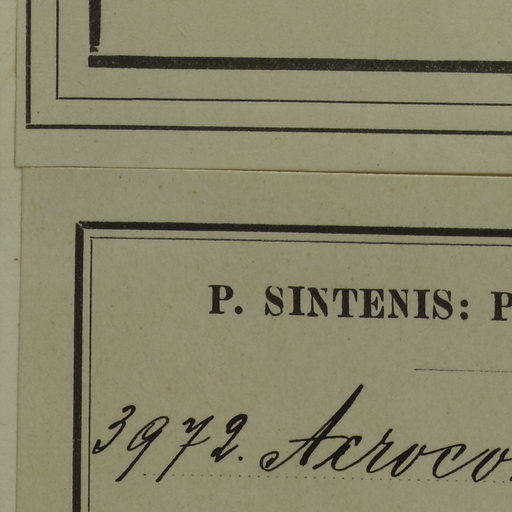 P. SINTENIS: P
3972. Acroco